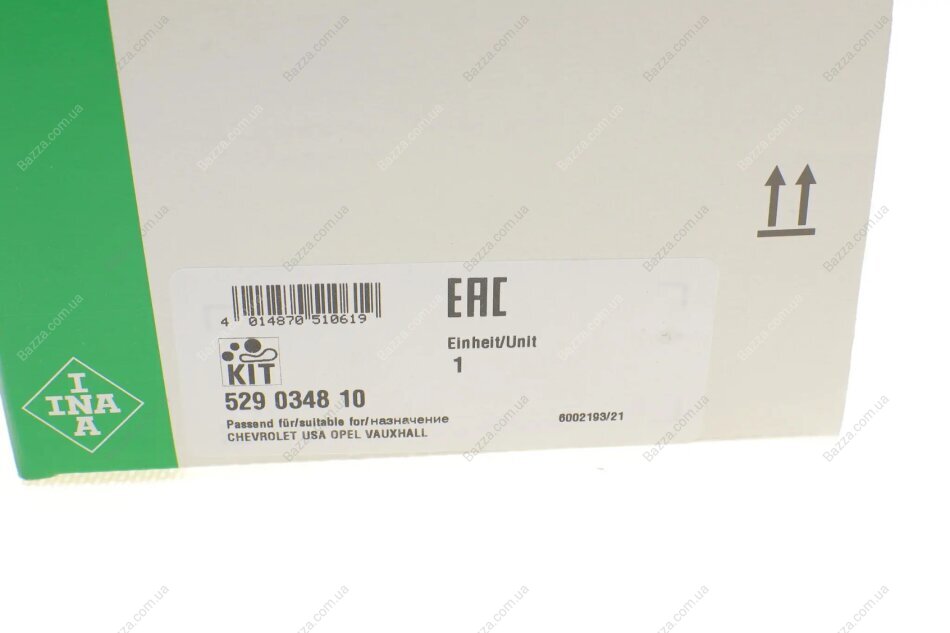 EAC
4 014870 510619
Einheit/Unit
1
KIT
529 0348 10
Passend für/suitable for/назначение
CHEVROLET USA OPEL VAUXHALL
6002193/21
I
INA
A
Bazza.com.ua